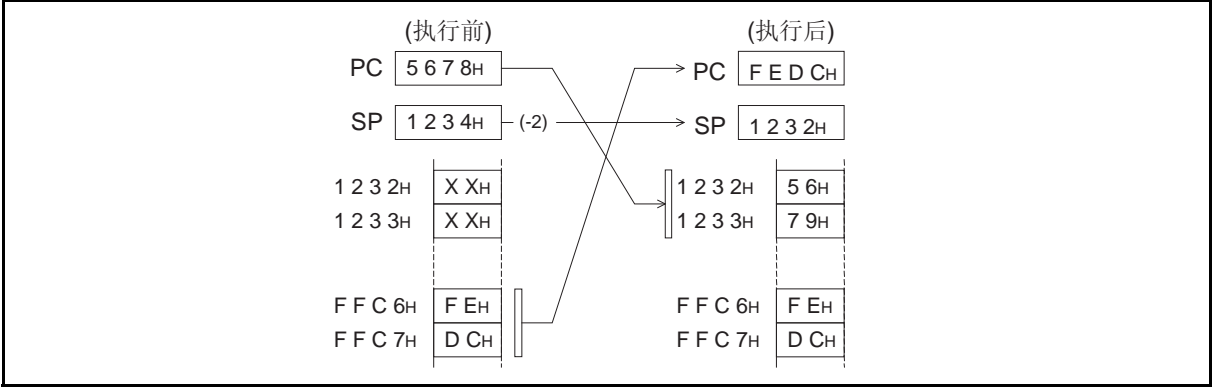 (执行前) (执行后)
PC 5 6 7 8H PC F E D CH
SP 1 2 3 4H (-2) SP 1 2 3 2H
1 2 3 2H X XH 1 2 3 2H 5 6H
1 2 3 3H X XH 1 2 3 3H 7 9H
F F C 6H F EH F F C 6H F EH
F F C 7H D CH F F C 7H D CH